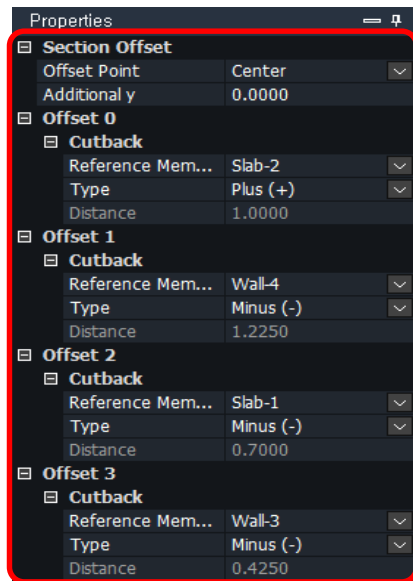 Properties
Section Offset
Offset Point Center
Additional y 0.0000
Offset 0
Cutback
Reference Mem... Slab-2
Type Plus (+)
Distance 1.0000
Offset 1
Cutback
Reference Mem... Wall-4
Type Minus (-)
Distance 1.2250
Offset 2
Cutback
Reference Mem... Slab-1
Type Minus (-)
Distance 0.7000
Offset 3
Cutback
Reference Mem... Wall-3
Type Minus (-)
Distance 0.4250